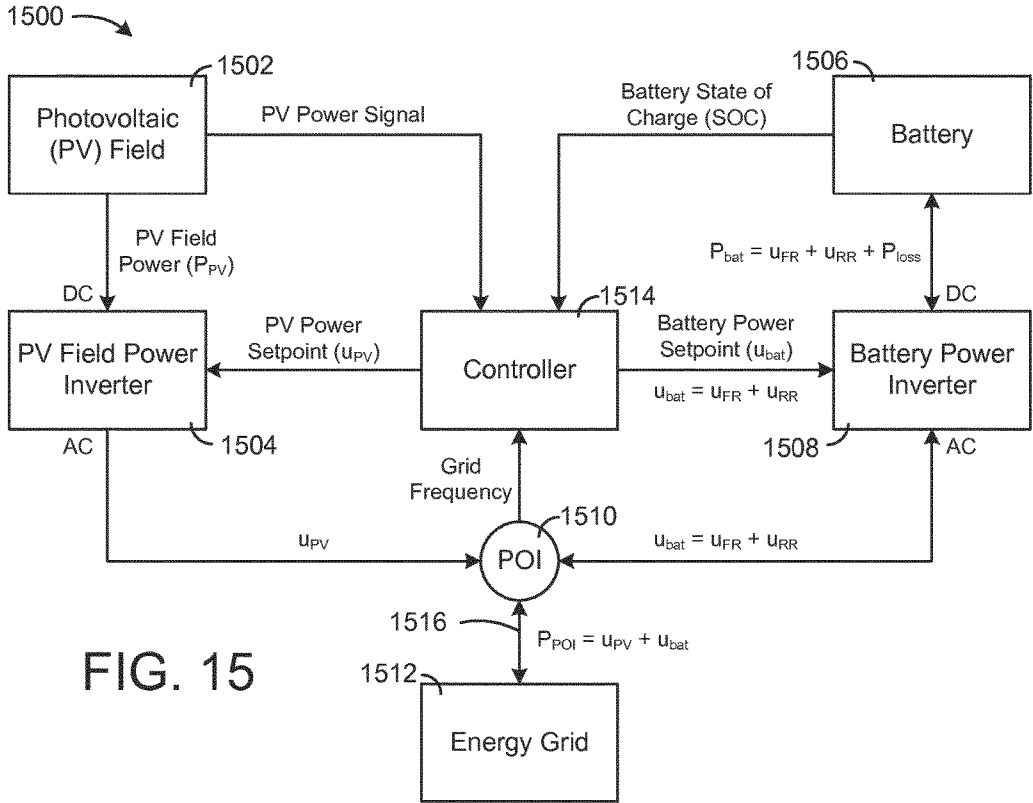 1500
1502
1506
Photovoltaic
(PV) Field
PV Power Signal
Battery State of
Charge (SOC)
Battery
PV Field
Power (PPV)
Pbat = uFR + uRR + Ploss
DC
1514
DC
PV Field Power
Inverter
PV Power
Setpoint (uPV)
Controller
Battery Power
Setpoint (ubat)
ubat = uFR + uRR
Battery Power
Inverter
AC
1504
1508
AC
Grid
Frequency
1510
uPV
POI
ubat = uFR + uRR
1516
PPOI = uPV + ubat
FIG. 15
1512
Energy Grid